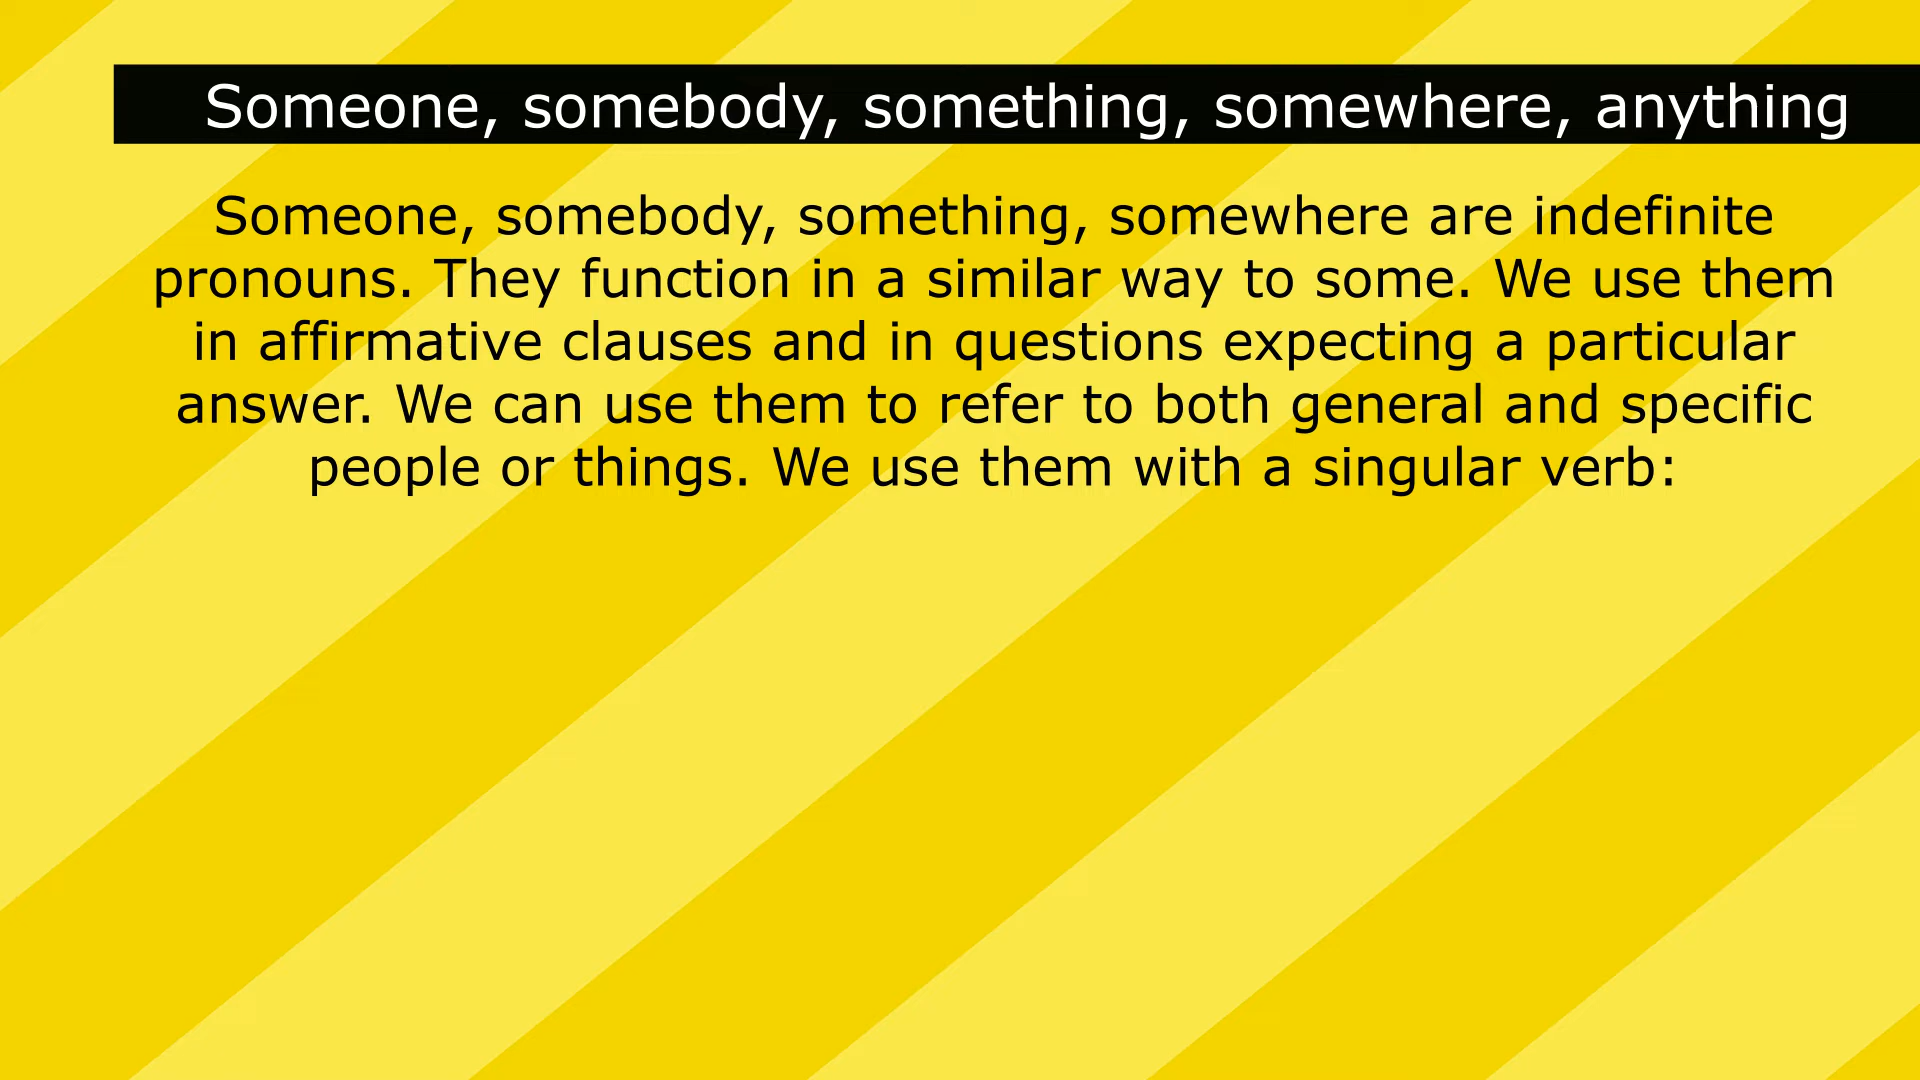 Someone, somebody, something, somewhere, anything
Someone, somebody, something, somewhere are indefinite
pronouns. They function in a similar way to some. We use them
in affirmative clauses and in questions expecting a particular
answer. We can use them to refer to both general and specific
people or things. We use them with a singular verb: